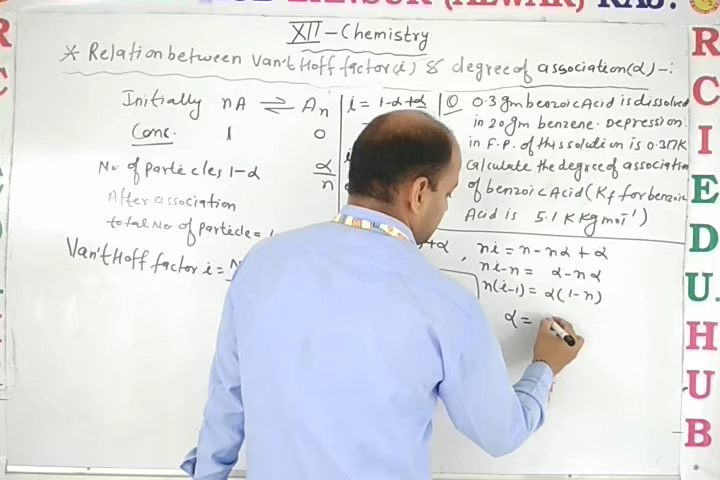 XII - Chemistry
* Relation between Van't Hoff factor (i) & degree of association (α) -:
Initially nA ⇌ An
Conc. 1 0
No. of particles 1-α α/n
After association
total No of particle =
Van't Hoff factor i =
i = 1-α+α
+α
Q 0.3 gm benzoic Acid is dissolved
in 20 gm benzene. Depression
in F.P. of this solution is 0.317K
Calculate the degree of association
of benzoic Acid (Kf for benzoic
Acid is 5.1 K Kg mol⁻¹)
, ni = n - nα + α
ni-n = α-nα
n(i-1) = α(1-n)
α =
R
C
I
E
D
U.
H
U
B